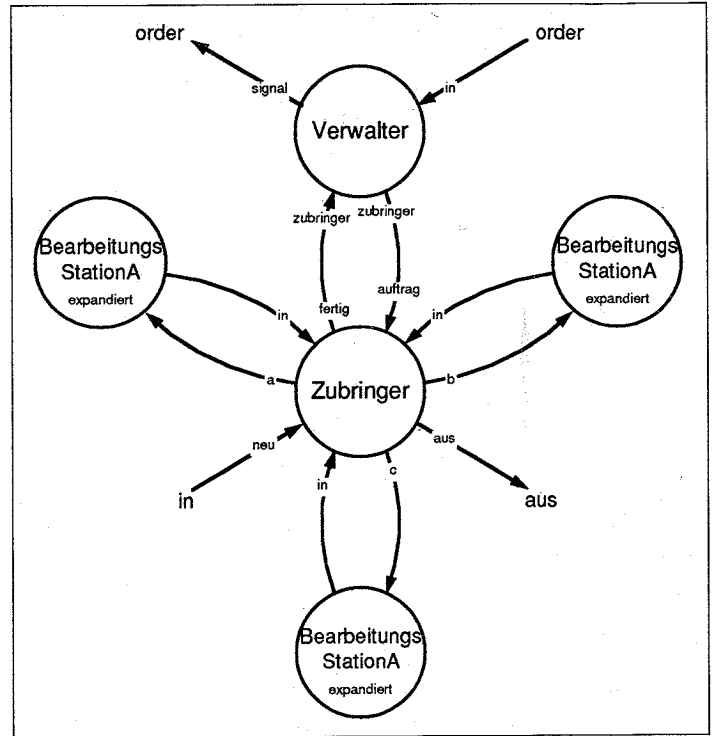 order
order
signal
in
Verwalter
zubringer
zubringer
Bearbeitungs
StationA
expandiert
Bearbeitungs
StationA
expandiert
auftrag
in
fertig
in
a
Zubringer
b
neu
aus
in
aus
in
c
Bearbeitungs
StationA
expandiert